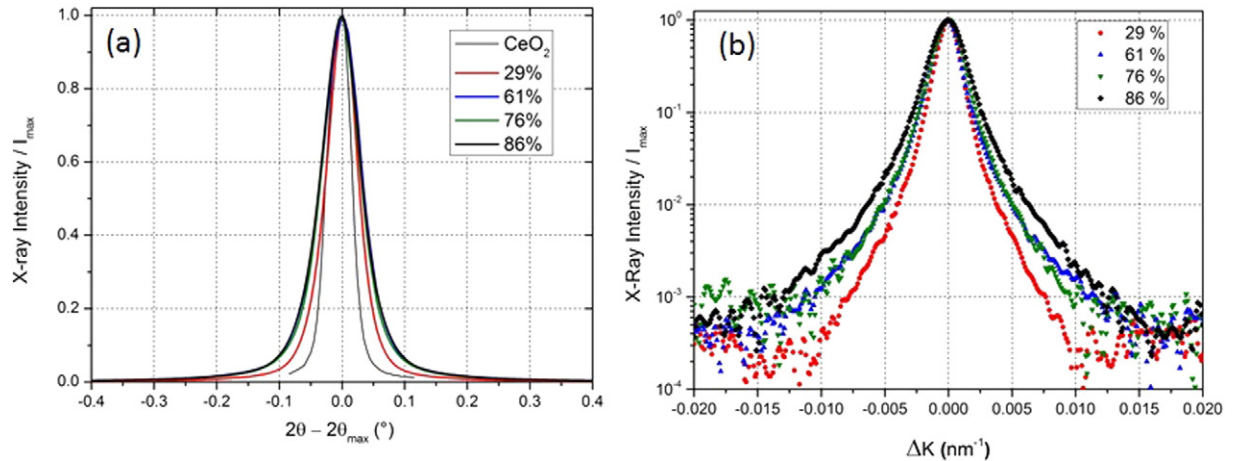 (a)
CeO2
29%
61%
76%
86%
X-ray Intensity / Imax
1.0
0.8
0.6
0.4
0.2
0.0
-0.4 -0.3 -0.2 -0.1 0.0 0.1 0.2 0.3 0.4
2θ – 2θmax (°)
(b)
29 %
61 %
76 %
86 %
X-Ray Intensity / Imax
10^0
10^-1
10^-2
10^-3
10^-4
-0.020 -0.015 -0.010 -0.005 0.000 0.005 0.010 0.015 0.020
ΔK (nm^-1)